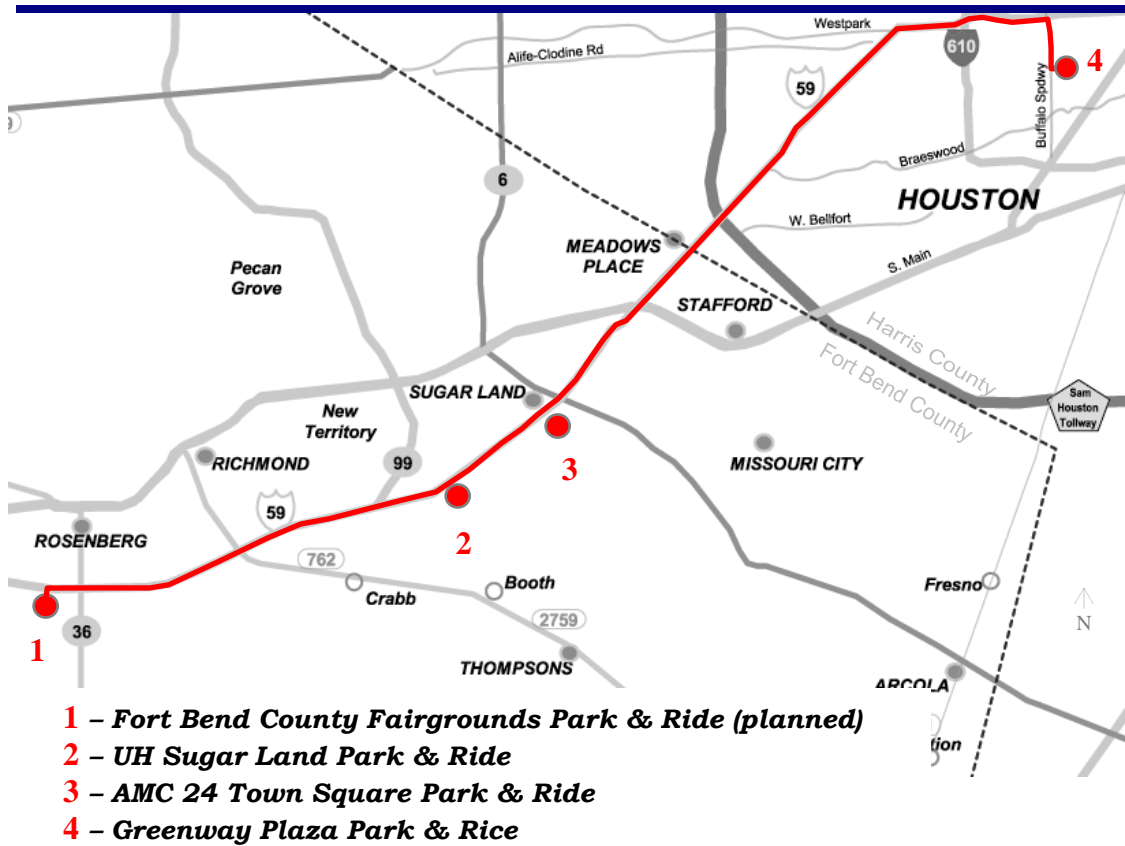 Westpark
Alife-Clodine Rd
610
4
59
Buffalo Spdwy
Braeswood
6
HOUSTON
W. Bellfort
MEADOWS
PLACE
S. Main
Pecan
Grove
STAFFORD
Harris County
Fort Bend County
SUGAR LAND
Sam
Houston
Tollway
New
Territory
3
RICHMOND
99
MISSOURI CITY
59
2
ROSENBERG
762
Booth
Crabb
Fresno
N
1
36
2759
THOMPSONS
ARCOLA
1 – Fort Bend County Fairgrounds Park & Ride (planned)
2 – UH Sugar Land Park & Ride
3 – AMC 24 Town Square Park & Ride
4 – Greenway Plaza Park & Rice